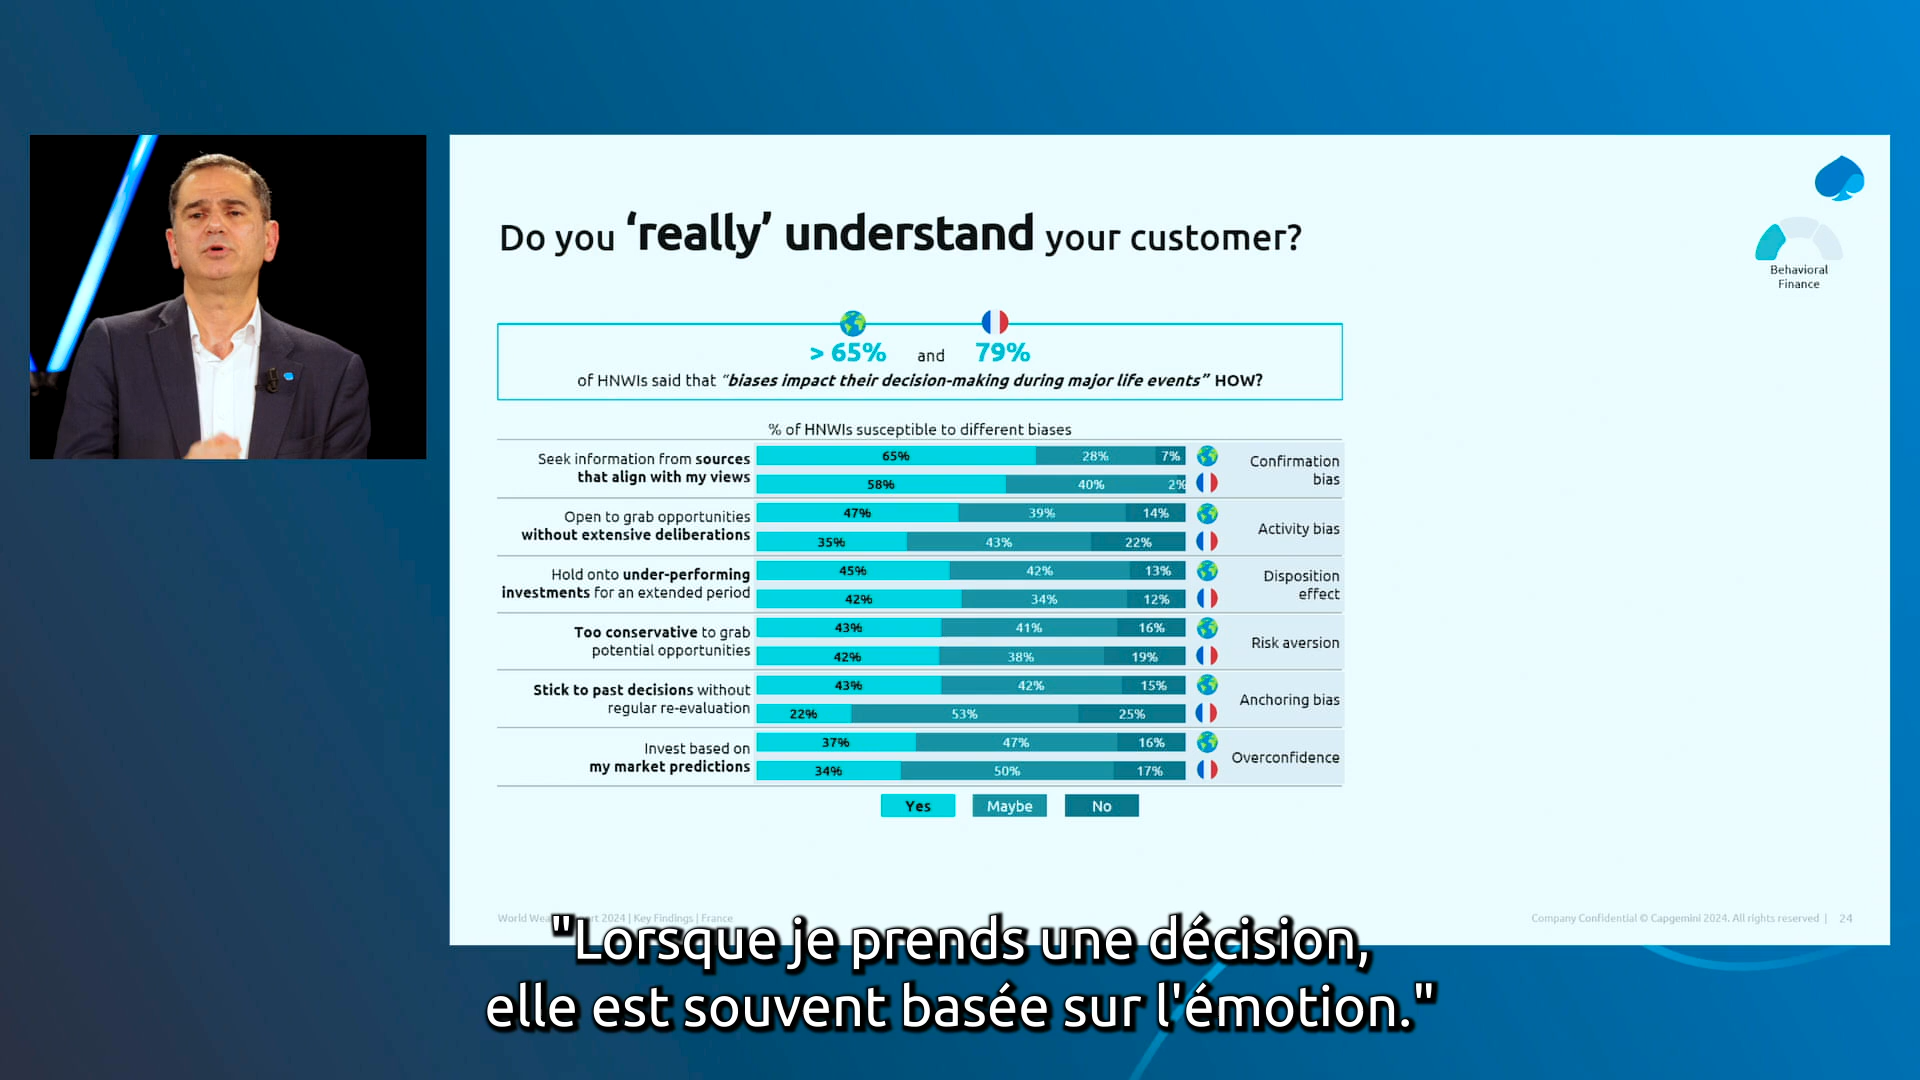 Do you ‘really’ understand your customer?
Behavioral
Finance
> 65% and 79%
of HNWIs said that “biases impact their decision-making during major life events” HOW?
% of HNWIs susceptible to different biases
Seek information from sources
that align with my views
65% 28% 7%
58% 40% 2%
Confirmation
bias
Open to grab opportunities
without extensive deliberations
47% 39% 14%
35% 43% 22%
Activity bias
Hold onto under-performing
investments for an extended period
45% 42% 13%
42% 34% 12%
Disposition
effect
Too conservative to grab
potential opportunities
43% 41% 16%
42% 38% 19%
Risk aversion
Stick to past decisions without
regular re-evaluation
43% 42% 15%
22% 53% 25%
Anchoring bias
Invest based on
my market predictions
37% 47% 16%
34% 50% 17%
Overconfidence
Yes Maybe No
World 2024 | Key Findings | France
Company Confidential © Capgemini 2024. All rights reserved | 24
"Lorsque je prends une décision,
elle est souvent basée sur l'émotion."